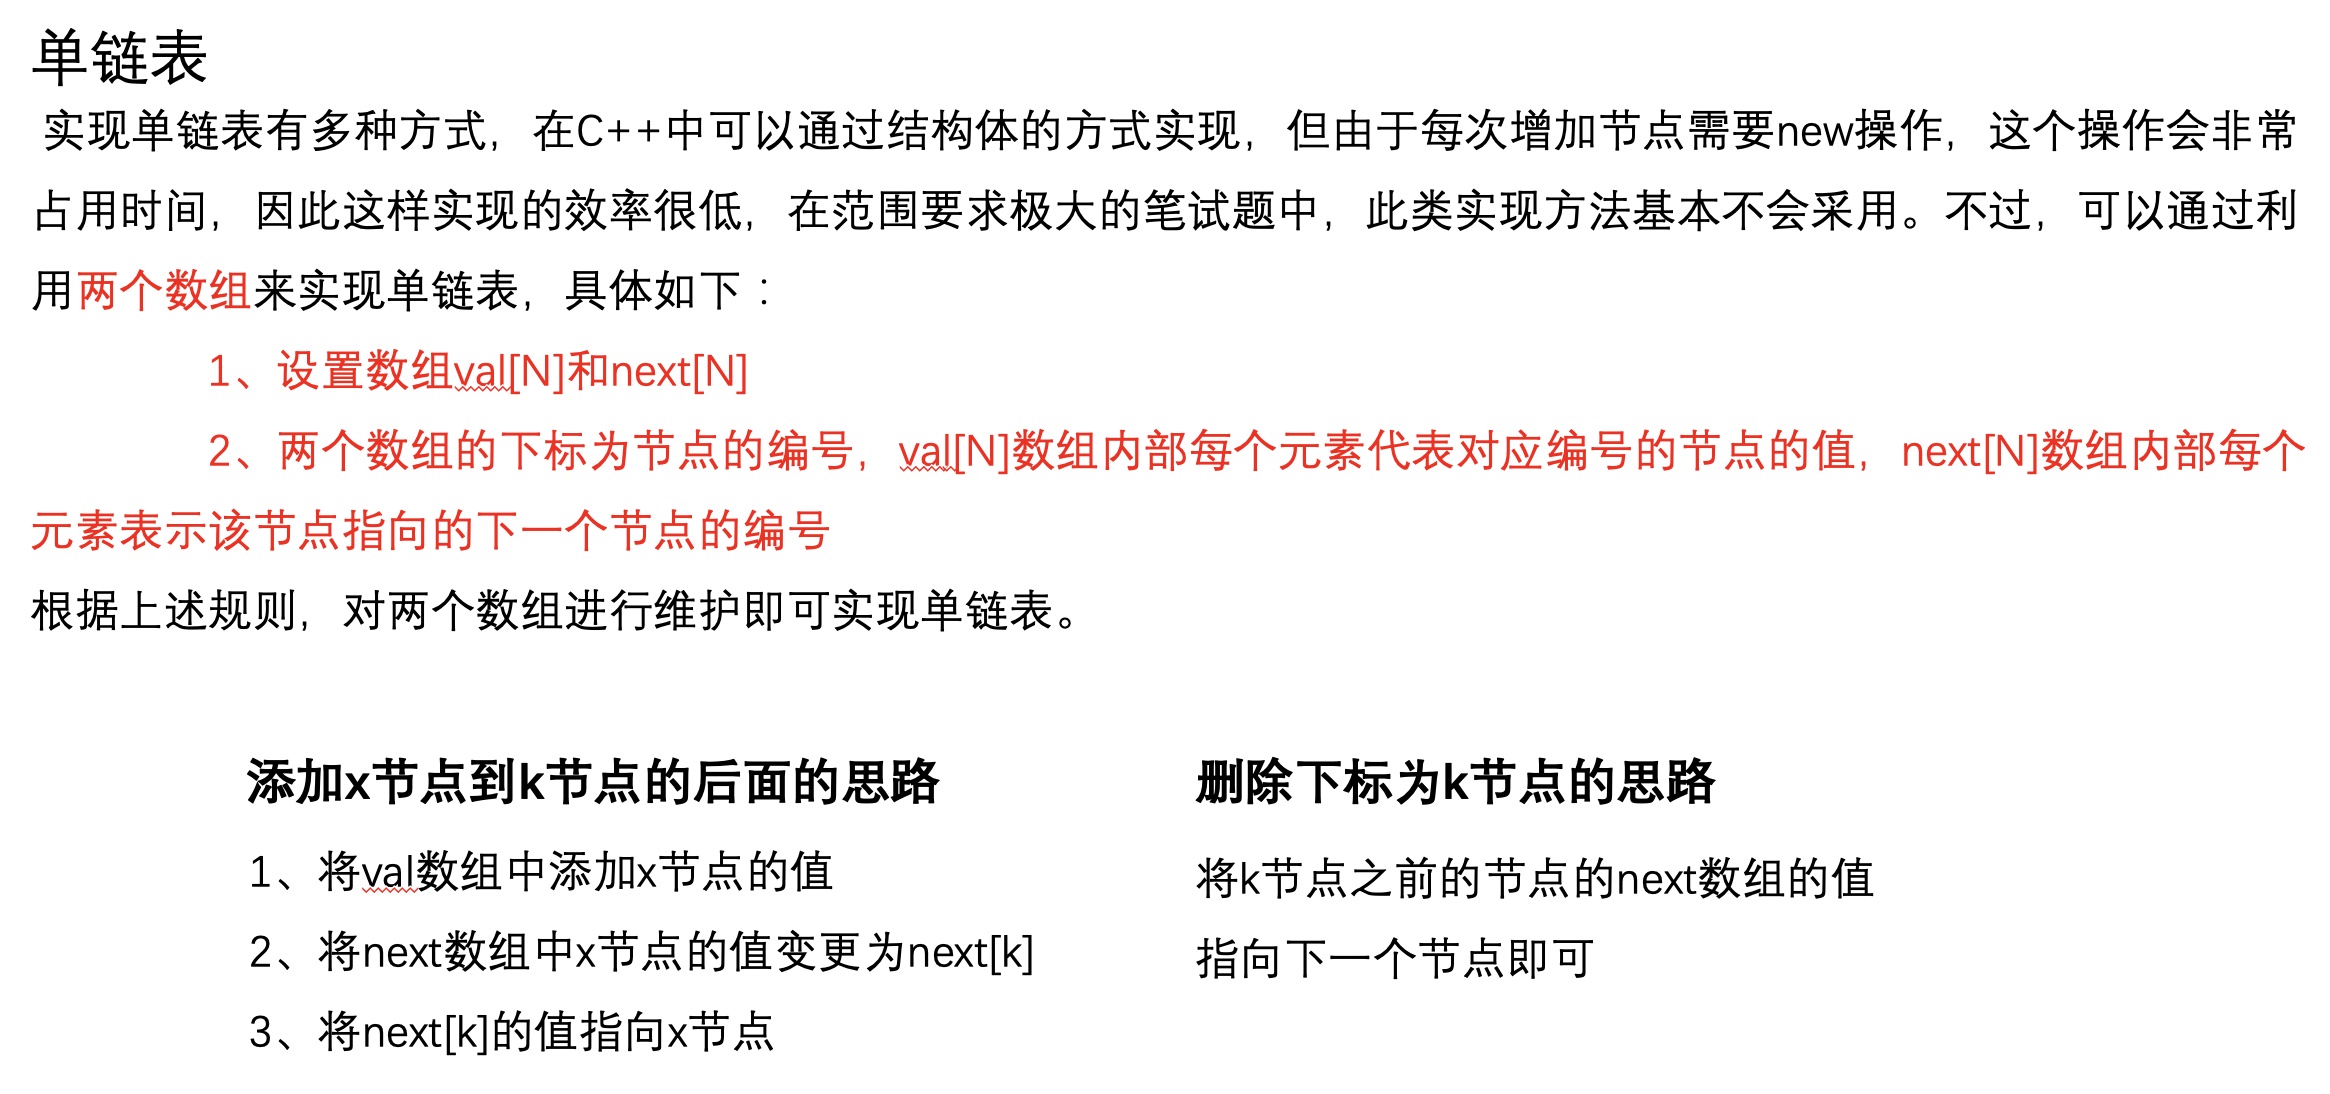 单链表
实现单链表有多种方式，在C++中可以通过结构体的方式实现，但由于每次增加节点需要new操作，这个操作会非常
占用时间，因此这样实现的效率很低，在范围要求极大的笔试题中，此类实现方法基本不会采用。不过，可以通过利
用两个数组来实现单链表，具体如下：
1、设置数组val[N]和next[N]
2、两个数组的下标为节点的编号，val[N]数组内部每个元素代表对应编号的节点的值，next[N]数组内部每个
元素表示该节点指向的下一个节点的编号
根据上述规则，对两个数组进行维护即可实现单链表。
添加x节点到k节点的后面的思路
1、将val数组中添加x节点的值
2、将next数组中x节点的值变更为next[k]
3、将next[k]的值指向x节点
删除下标为k节点的思路
将k节点之前的节点的next数组的值
指向下一个节点即可